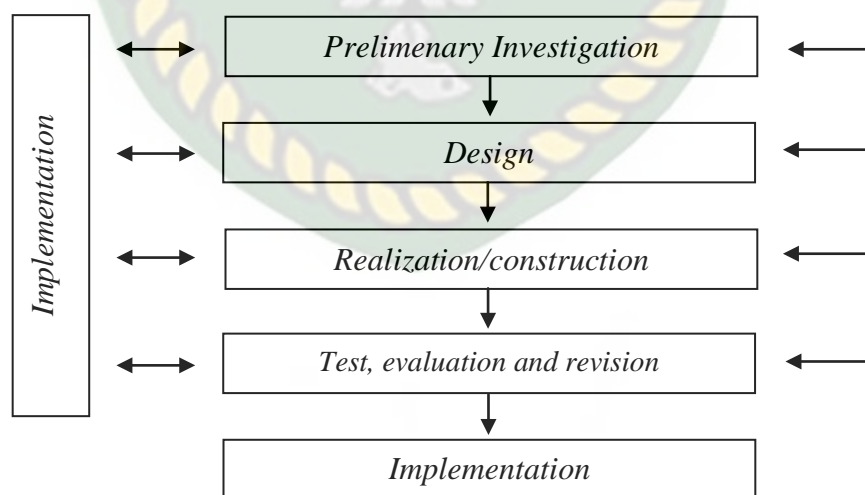 Prelimenary Investigation
Design
Realization/construction
Test, evaluation and revision
Implementation
Implementation